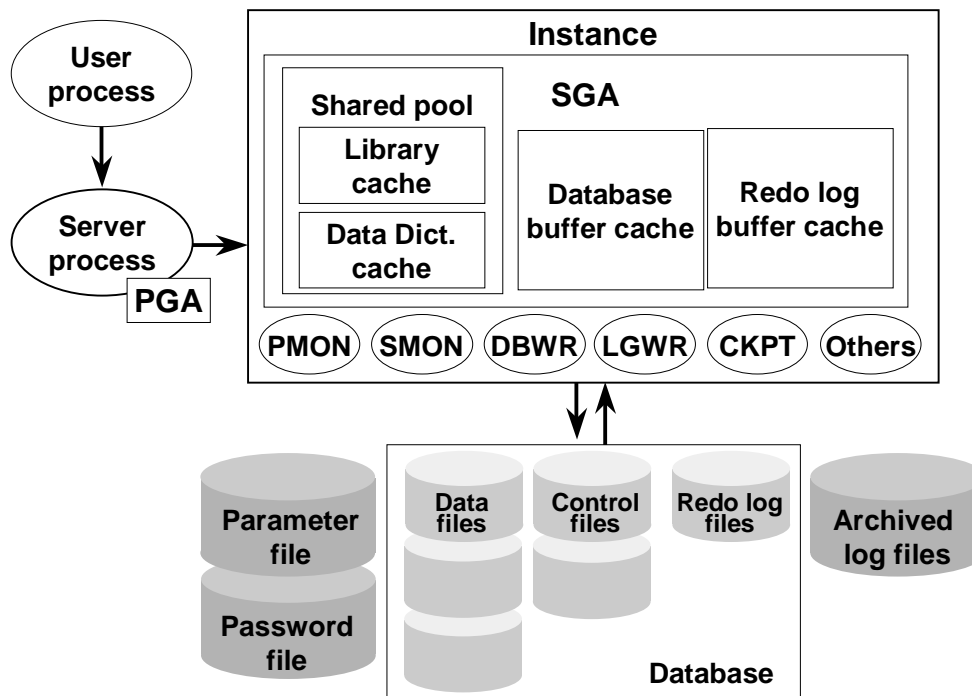 Instance
User
process
SGA
Shared pool
Library
cache
Data Dict.
cache
Database
buffer cache
Redo log
buffer cache
Server
process
PGA
PMON
SMON
DBWR
LGWR
CKPT
Others
Parameter
file
Password
file
Data
files
Control
files
Redo log
files
Archived
log files
Database